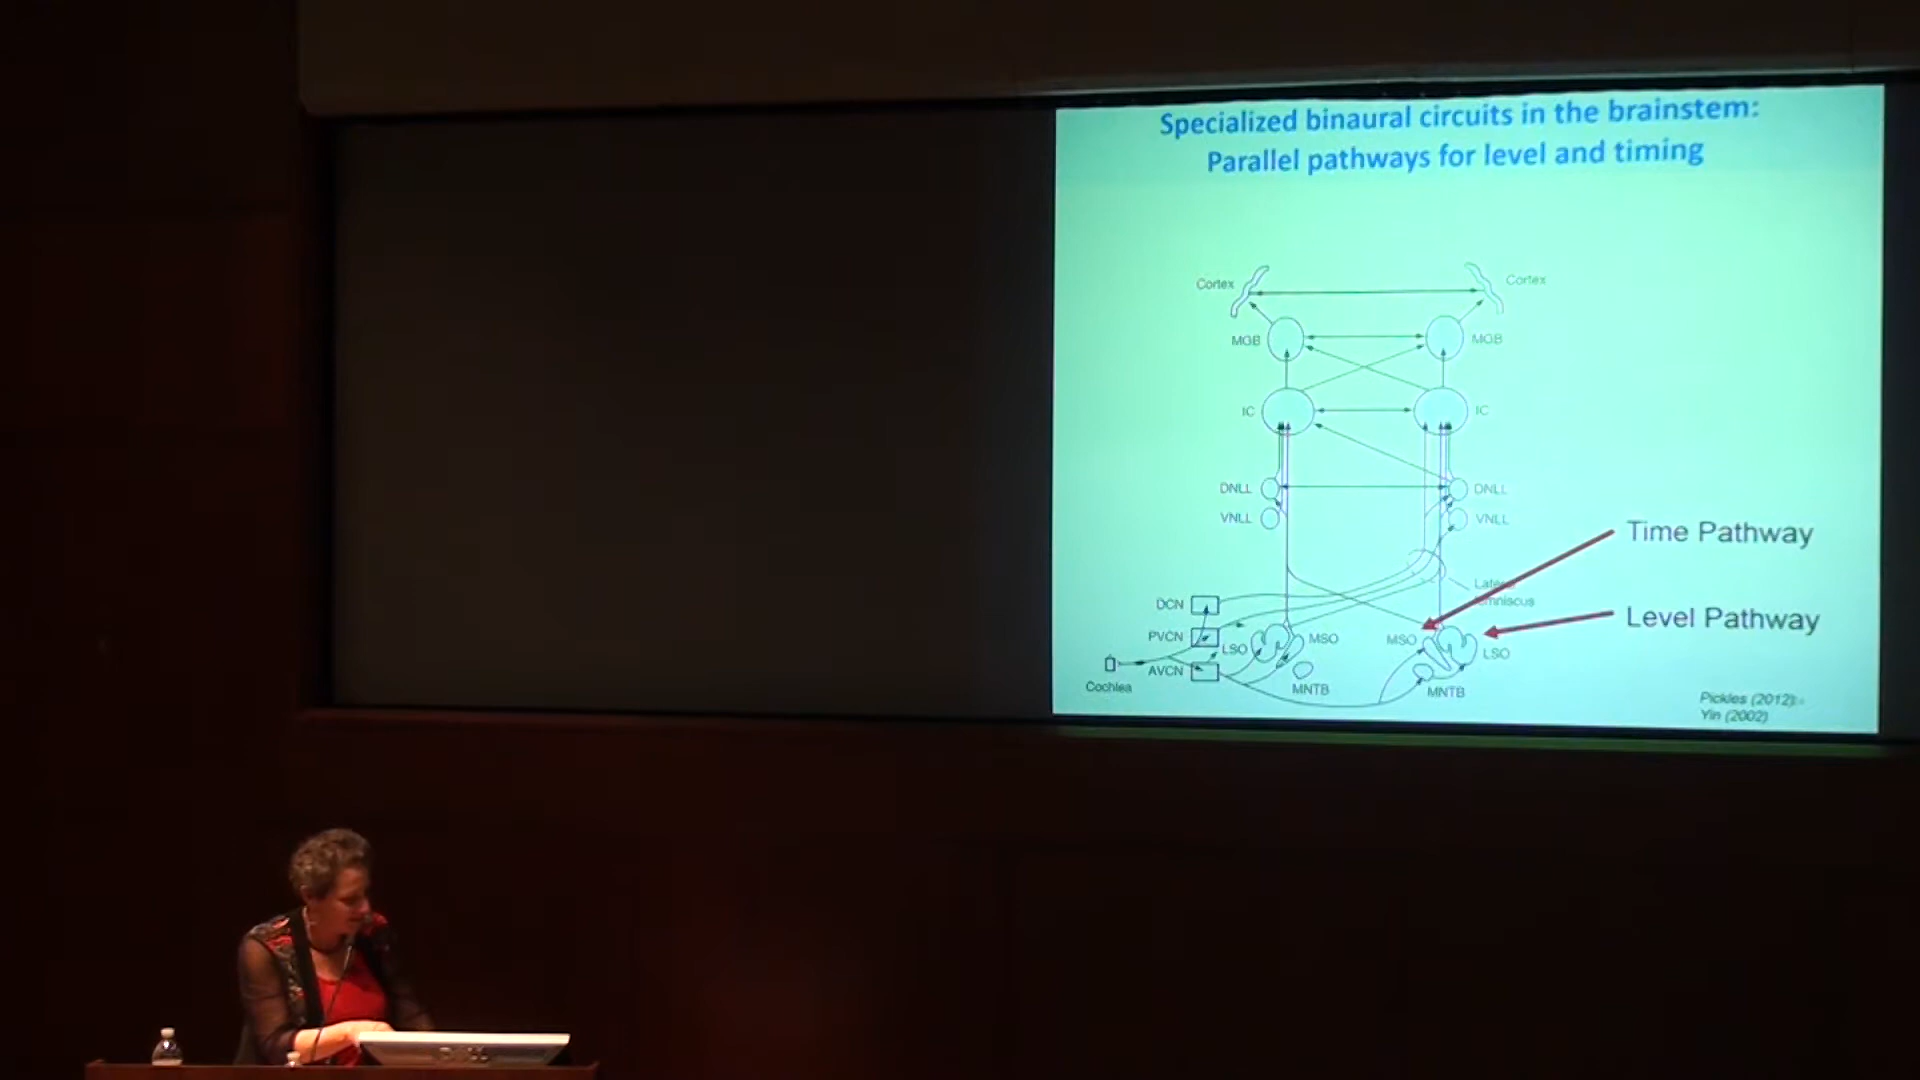 Specialized binaural circuits in the brainstem:
Parallel pathways for level and timing
Cortex
Cortex
MGB
MGB
IC
IC
DNLL
DNLL
VNLL
VNLL
Time Pathway
DCN
Level Pathway
PVCN
LSO
MSO
MSO
LSO
AVCN
Cochlea
MNTB
MNTB
Pickles (2012);
Yin (2002)